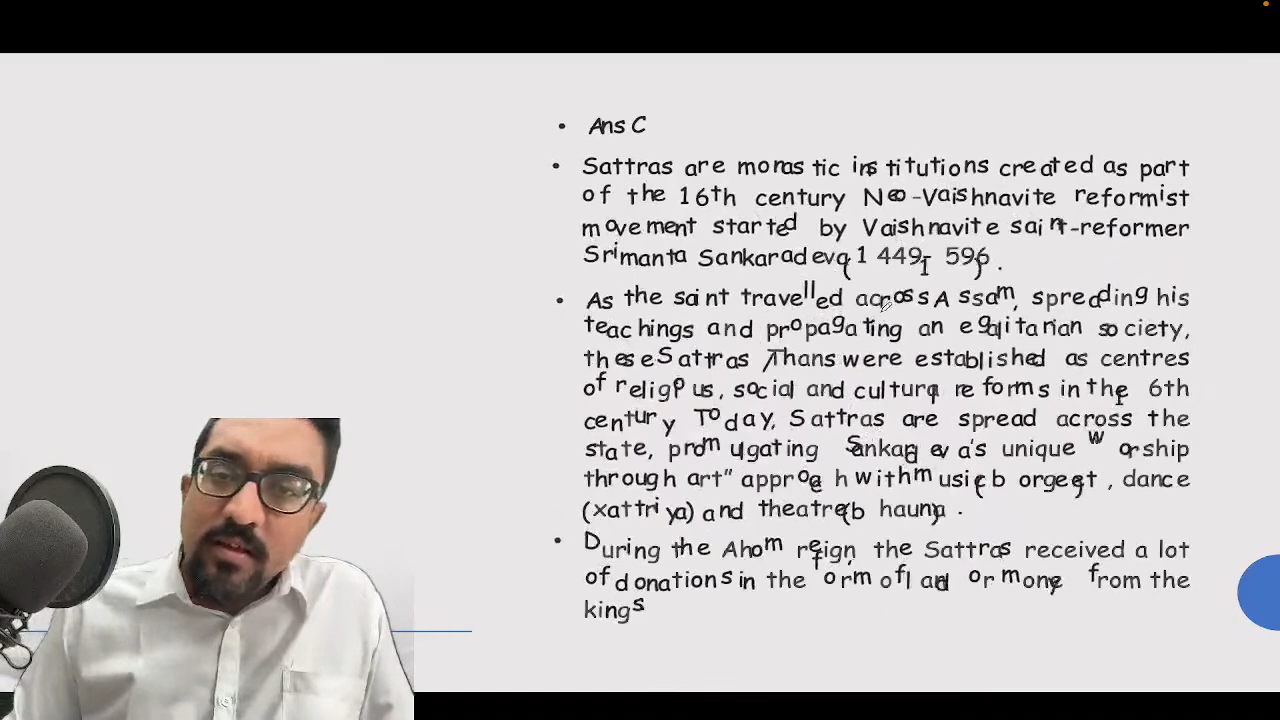 • Ans C
• Sattras are monastic institutions created as part
of the 16th century Neo-Vaishnavite reformist
movement started by Vaishnavite saint-reformer
Srimanta Sankaradeva (1449-1596).
• As the saint travelled across Assam, spreading his
teachings and propagating an egalitarian society,
these Sattras/Thans were established as centres
of religious, social and cultural reforms in the 16th
century. Today, Sattras are spread across the
state, promulgating Sankardeva's unique "worship
through art" approach with music (borgeet), dance
(xattriya) and theatre (bhauna).
• During the Ahom reign, the Sattras received a lot
of donations in the form of land or money from the
kings